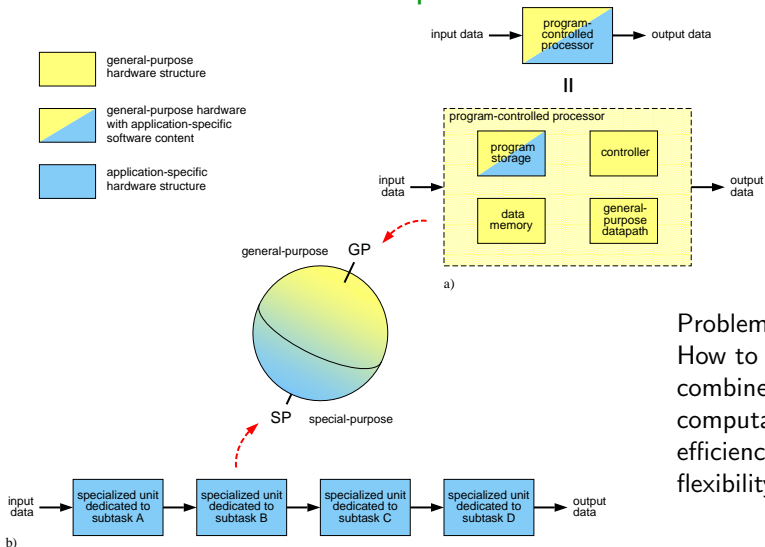 general-purpose
hardware structure
general-purpose hardware
with application-specific
software content
application-specific
hardware structure
input data
program-
controlled
processor
output data
=
program-controlled processor
program
storage
controller
input
data
output
data
data
memory
general-
purpose
datapath
a)
general-purpose
GP
SP
special-purpose
Problem
How to
combine
flexibility
input
data
specialized unit
dedicated to
subtask A
specialized unit
dedicated to
subtask B
specialized unit
dedicated to
subtask C
specialized unit
dedicated to
subtask D
output
data
b)